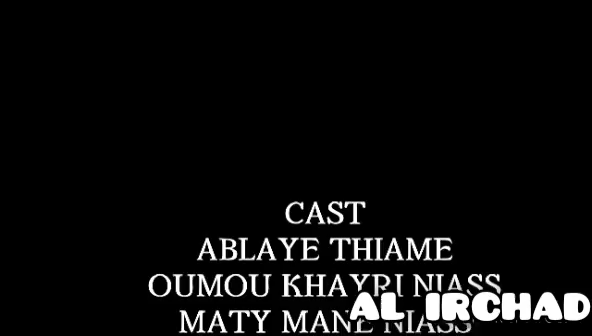 CAST
ABLAYE THIAME
OUMOU KHAYRI NIASS
MATY MANE NIASS
AL IRCHAD